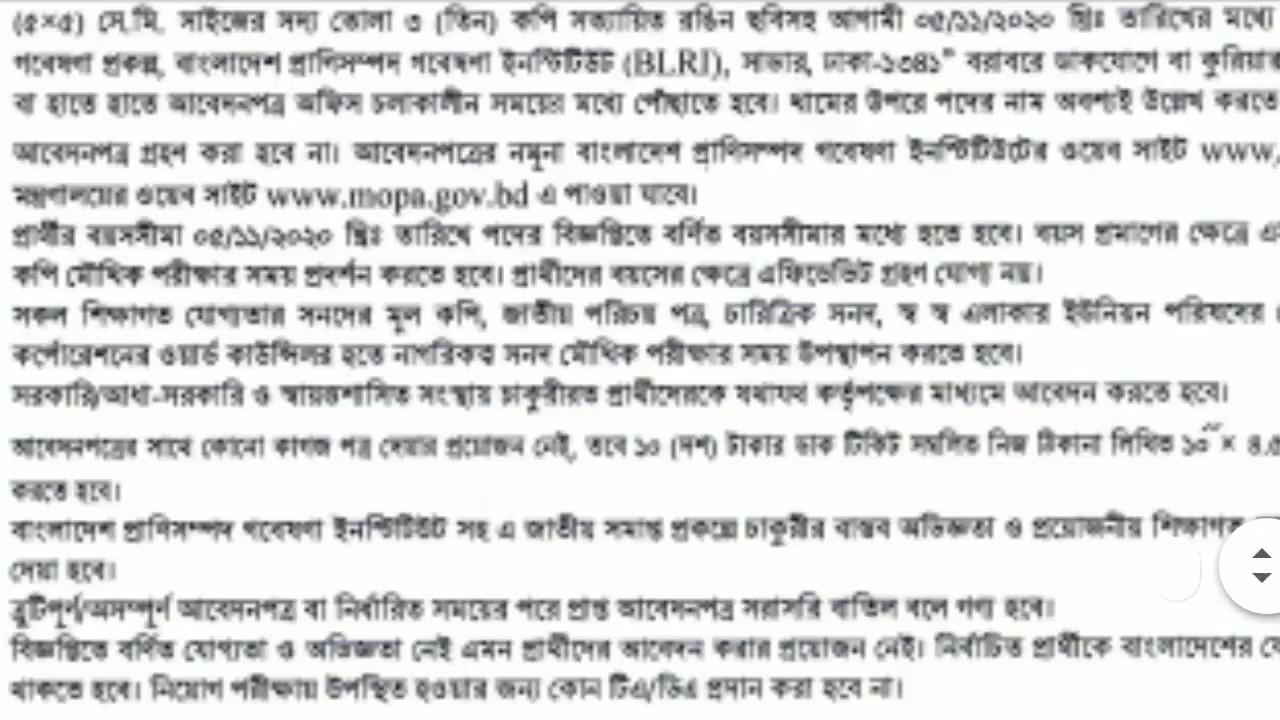 (৫×৫) সে.মি. সাইজের সদ্য তোলা ৩ (তিন) কপি সত্যায়িত রঙিন ছবিসহ আগামী ০৫/১১/২০২০ খ্রিঃ তারিখের মধ্যে
গবেষণা প্রকল্প, বাংলাদেশ প্রাণিসম্পদ গবেষণা ইনস্টিটিউট (BLRI), সাভার, ঢাকা-১৩৪১" বরাবরে ডাকযোগে বা কুরিয়ার
বা হাতে হাতে আবেদনপত্র অফিস চলাকালীন সময়ের মধ্যে পৌঁছাতে হবে। খামের উপরে পদের নাম অবশ্যই উল্লেখ করতে
আবেদনপত্র গ্রহণ করা হবে না। আবেদনপত্রের নমুনা বাংলাদেশ প্রাণিসম্পদ গবেষণা ইনস্টিটিউটের ওয়েব সাইট www.
মন্ত্রণালয়ের ওয়েব সাইট www.mopa.gov.bd এ পাওয়া যাবে।
প্রার্থীর বয়সসীমা ০৫/১১/২০২০ খ্রিঃ তারিখে পদের বিজ্ঞপ্তিতে বর্ণিত বয়সসীমার মধ্যে হতে হবে। বয়স প্রমাণের ক্ষেত্রে
কপি মৌখিক পরীক্ষার সময় প্রদর্শন করতে হবে। প্রার্থীদের বয়সের ক্ষেত্রে এফিডেভিট গ্রহণ যোগ্য নয়।
সকল শিক্ষাগত যোগ্যতার সনদের মূল কপি, জাতীয় পরিচয় পত্র, চারিত্রিক সনদ, স্ব স্ব এলাকার ইউনিয়ন পরিষদের
কর্পোরেশনের ওয়ার্ড কাউন্সিলর হতে নাগরিকত্ব সনদ মৌখিক পরীক্ষার সময় উপস্থাপন করতে হবে।
সরকারি/আধা-সরকারি ও স্বায়ত্তশাসিত সংস্থায় চাকুরীরত প্রার্থীদেরকে যথাযথ কর্তৃপক্ষের মাধ্যমে আবেদন করতে হবে।
আবেদনপত্রের সাথে কোনো কাগজ পত্র দেয়ার প্রয়োজন নেই, তবে ১০ (দশ) টাকার ডাক টিকিট সম্বলিত নিজ ঠিকানা লিখিত ১০˝× ৪.৫
করতে হবে।
বাংলাদেশ প্রাণিসম্পদ গবেষণা ইনস্টিটিউট সহ এ জাতীয় সমাপ্ত প্রকল্পে চাকুরীর বাস্তব অভিজ্ঞতা ও প্রয়োজনীয় শিক্ষাগত
দেয়া হবে।
ত্রুটিপূর্ণ/অসম্পূর্ণ আবেদনপত্র বা নির্ধারিত সময়ের পরে প্রাপ্ত আবেদনপত্র সরাসরি বাতিল বলে গণ্য হবে।
বিজ্ঞপ্তিতে বর্ণিত যোগ্যতা ও অভিজ্ঞতা নেই এমন প্রার্থীদের আবেদন করার প্রয়োজন নেই। নির্বাচিত প্রার্থীকে বাংলাদেশের
থাকতে হবে। নিয়োগ পরীক্ষায় উপস্থিত হওয়ার জন্য কোন টিএ/ডিএ প্রদান করা হবে না।